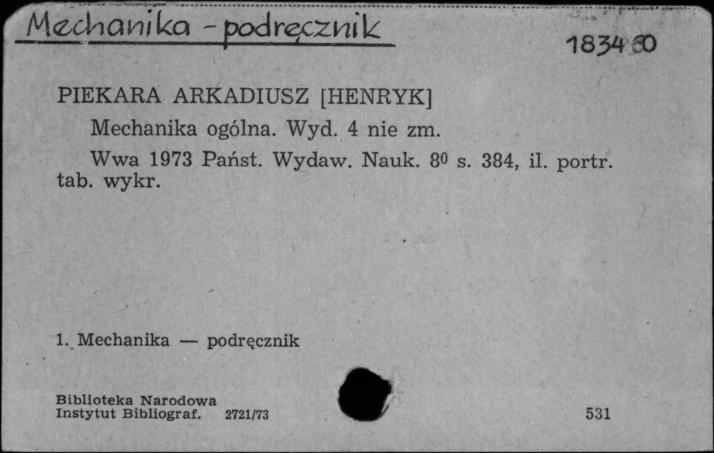 Mechanika - podręcznik
183460
PIEKARA ARKADIUSZ [HENRYK]
Mechanika ogólna. Wyd. 4 nie zm.
Wwa 1973 Państ. Wydaw. Nauk. 8⁰ s. 384, il. portr.
tab. wykr.
1. Mechanika — podręcznik
Biblioteka Narodowa
Instytut Bibliograf. 2721/73
531